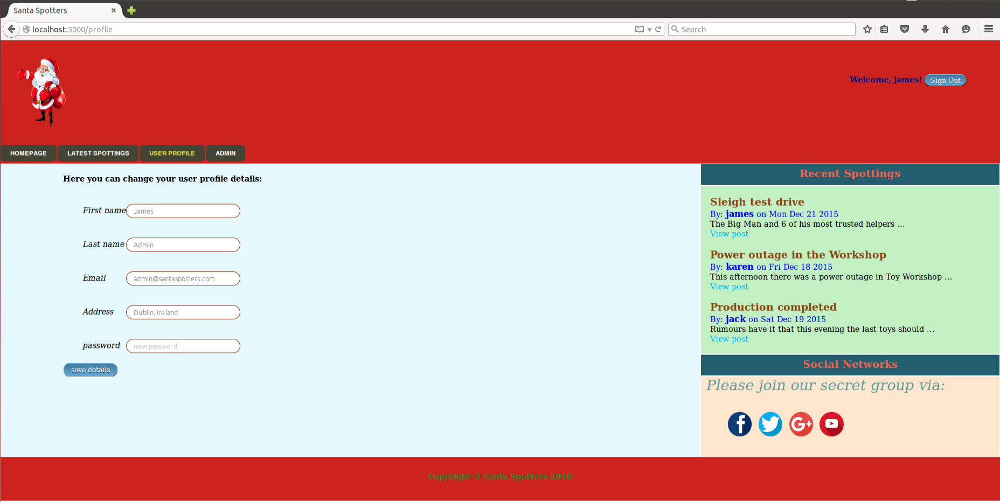 Santa Spotters
localhost:3000/profile
Search
Welcome, james! Sign Out
HOMEPAGE LATEST SPOTTINGS USER PROFILE ADMIN
Here you can change your user profile details:
First name James
Last name Admin
Email admin@santaspotters.com
Address Dublin, Ireland
password new password
save details
Recent Spottings
Sleigh test drive
By: james on Mon Dec 21 2015
The Big Man and 6 of his most trusted helpers ...
View post
Power outage in the Workshop
By: karen on Fri Dec 18 2015
This afternoon there was a power outage in Toy Workshop ...
View post
Production completed
By: jack on Sat Dec 19 2015
Rumours have it that this evening the last toys should ...
View post
Social Networks
Please join our secret group via:
f G+
Copyright © Santa Spotters 2016